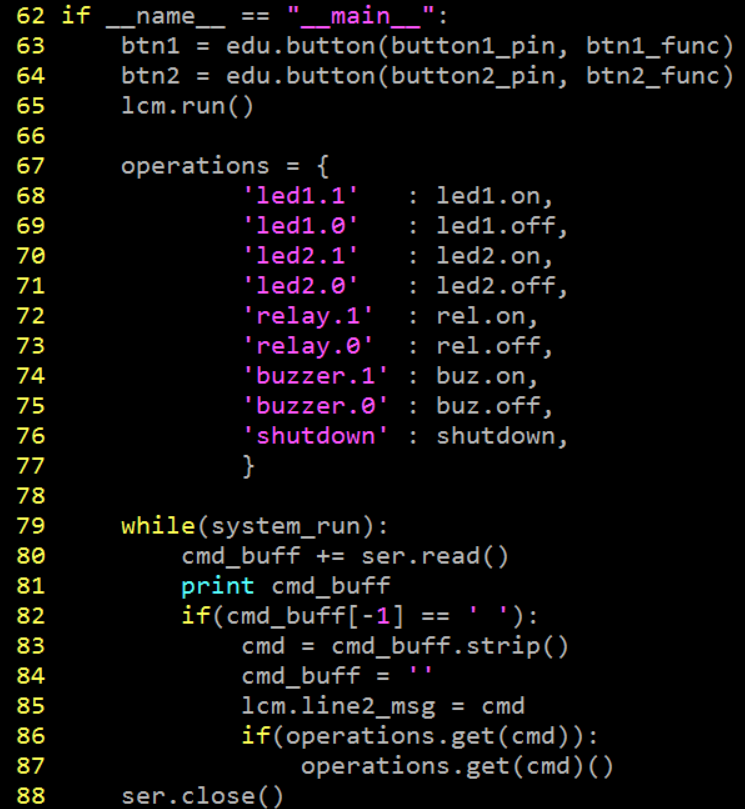 62 if __name__ == "__main__":
63     btn1 = edu.button(button1_pin, btn1_func)
64     btn2 = edu.button(button2_pin, btn2_func)
65     lcm.run()
66
67     operations = {
68             'led1.1'   : led1.on,
69             'led1.0'   : led1.off,
70             'led2.1'   : led2.on,
71             'led2.0'   : led2.off,
72             'relay.1'  : rel.on,
73             'relay.0'  : rel.off,
74             'buzzer.1' : buz.on,
75             'buzzer.0' : buz.off,
76             'shutdown' : shutdown,
77             }
78
79     while(system_run):
80         cmd_buff += ser.read()
81         print cmd_buff
82         if(cmd_buff[-1] == ' '):
83             cmd = cmd_buff.strip()
84             cmd_buff = ''
85             lcm.line2_msg = cmd
86             if(operations.get(cmd)):
87                 operations.get(cmd)()
88     ser.close()